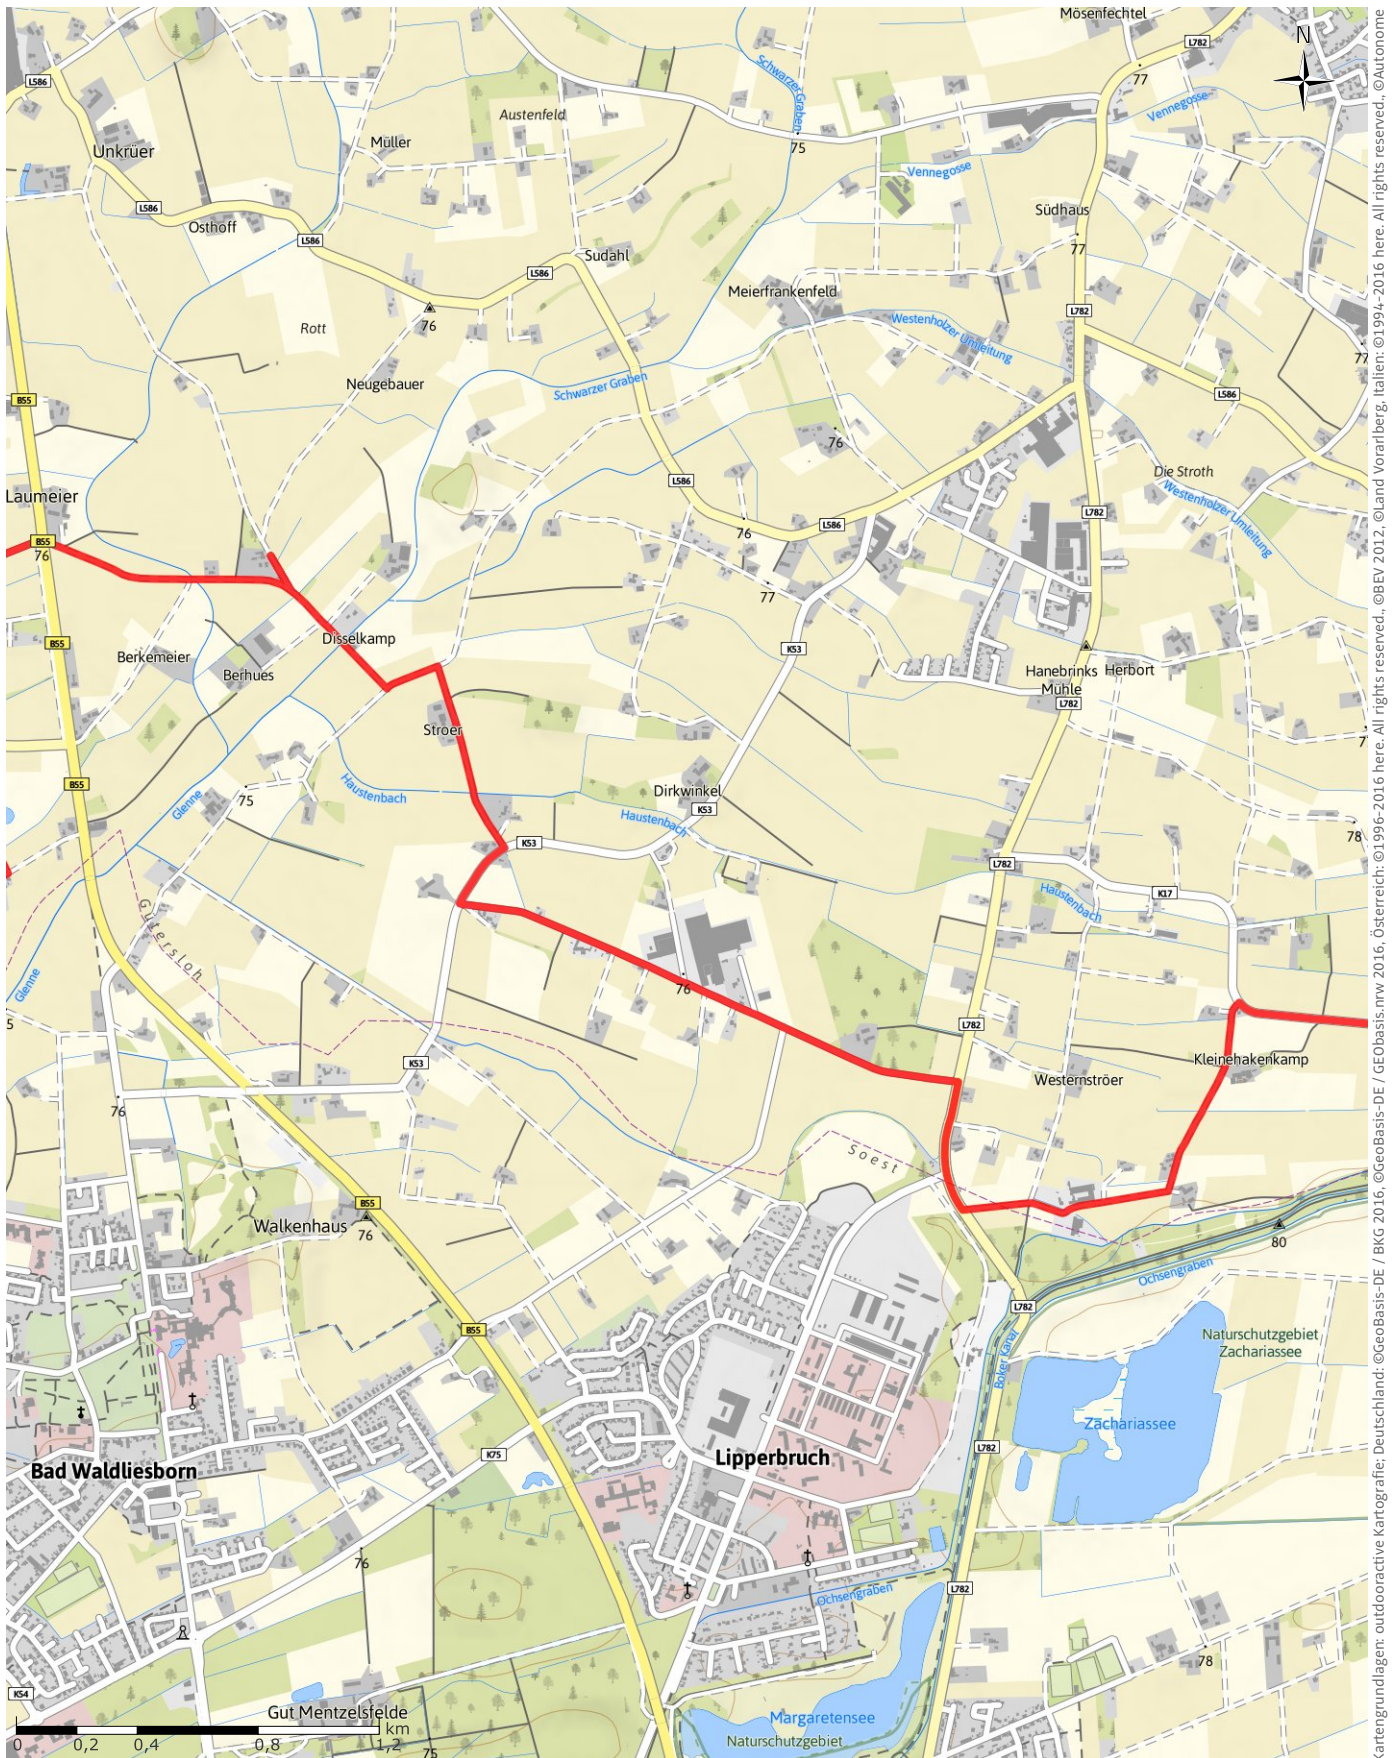 Mösenfechtel
L782
N
L586
77
Schwarzer Graben
Vennegosse
Austenfeld
Müller
Unkrüer
75
Vennegosse
L586
Osthoff
L586
Südhaus
77
Sudahl
L586
Meierfrankenfeld
76
Rott
L782
Westenholzer Umleitung
77
Neugebauer
Schwarzer Graben
B55
L586
76
Die Stroth
Laumeier
L586
Westenholzer Umleitung
L782
L586
76
B55
76
77
Disselkamp
B55
K53
Berkemeier
Berhues
Hanebrinks
Mühle
Herbort
L782
Stroer
7
B55
Haustenbach
Dirkwinkel
75
Glenne
K53
Haustenbach
78
K53
L782
Haustenbach
K17
Gütersloh
Glenne
76
5
L782
K53
Kleinehakenkamp
Westernströer
76
Soest
B55
Walkenhaus
76
80
Ochsengraben
L782
B55
Naturschutzgebiet
Zachariassee
Boker Kanal
Zachariassee
K75
L782
Lipperbruch
Bad Waldliesborn
76
L782
Ochsengraben
78
K54
Gut Mentzelsfelde
Margaretensee
Naturschutzgebiet
km
0 0,2 0,4 0,8 1,2
75
artengrundlagen: outdooractive Kartografie; Deutschland: ©GeoBasis-DE / BKG 2016, ©GeoBasis-DE / GEObasis.nrw 2016, Österreich: ©1996-2016 here. All rights reserved., ©BEV 2012, ©Land Vorarlberg, Italien: ©1994-2016 here. All rights reserved., ©Autonome